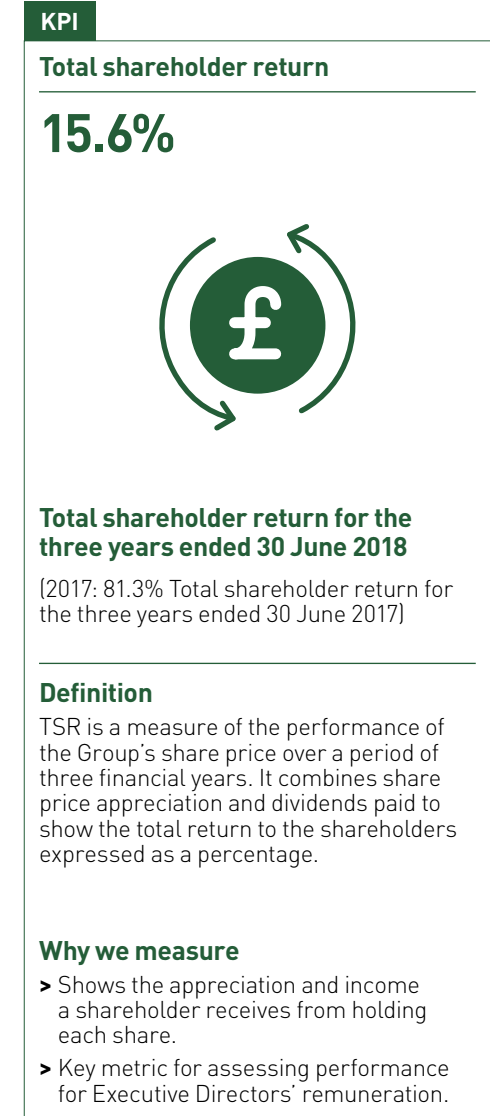 KPI
Total shareholder return
15.6%
£
Total shareholder return for the
three years ended 30 June 2018
(2017: 81.3% Total shareholder return for
the three years ended 30 June 2017)
Definition
TSR is a measure of the performance of
the Group’s share price over a period of
three financial years. It combines share
price appreciation and dividends paid to
show the total return to the shareholders
expressed as a percentage.
Why we measure
> Shows the appreciation and income
a shareholder receives from holding
each share.
> Key metric for assessing performance
for Executive Directors’ remuneration.